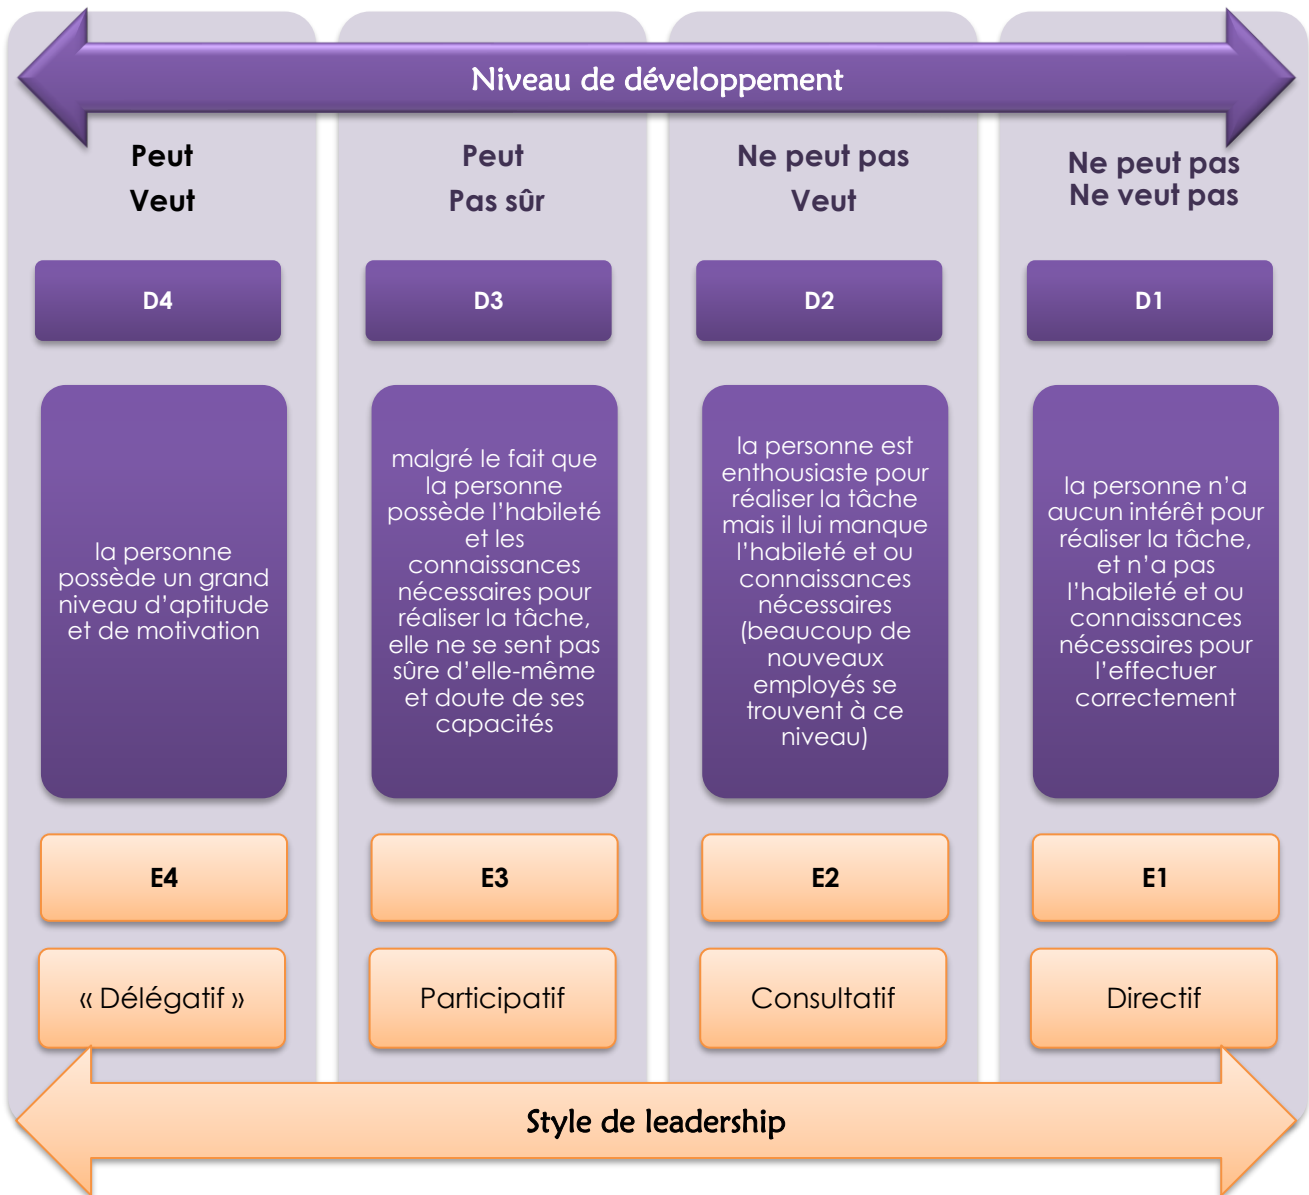 Niveau de développement
Peut
Veut
Peut
Pas sûr
Ne peut pas
Veut
Ne peut pas
Ne veut pas
D4
D3
D2
D1
la personne
possède un grand
niveau d’aptitude
et de motivation
malgré le fait que
la personne
possède l’habileté
et les
connaissances
nécessaires pour
réaliser la tâche,
elle ne se sent pas
sûre d’elle-même
et doute de ses
capacités
la personne est
enthousiaste pour
réaliser la tâche
mais il lui manque
l’habileté et ou
connaissances
nécessaires
(beaucoup de
nouveaux
employés se
trouvent à ce
niveau)
la personne n’a
aucun intérêt pour
réaliser la tâche,
et n’a pas
l’habileté et ou
connaissances
nécessaires pour
l’effectuer
correctement
E4
E3
E2
E1
« Délégatif »
Participatif
Consultatif
Directif
Style de leadership